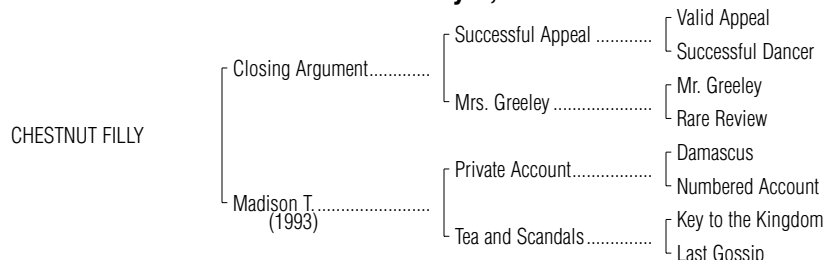 Valid Appeal
Successful Appeal ............
Successful Dancer
Closing Argument.............
Mr. Greeley
Mrs. Greeley .....................
Rare Review
CHESTNUT FILLY
Damascus
Private Account.................
Numbered Account
Madison T. ........................
(1993)
Key to the Kingdom
Tea and Scandals..............
Last Gossip